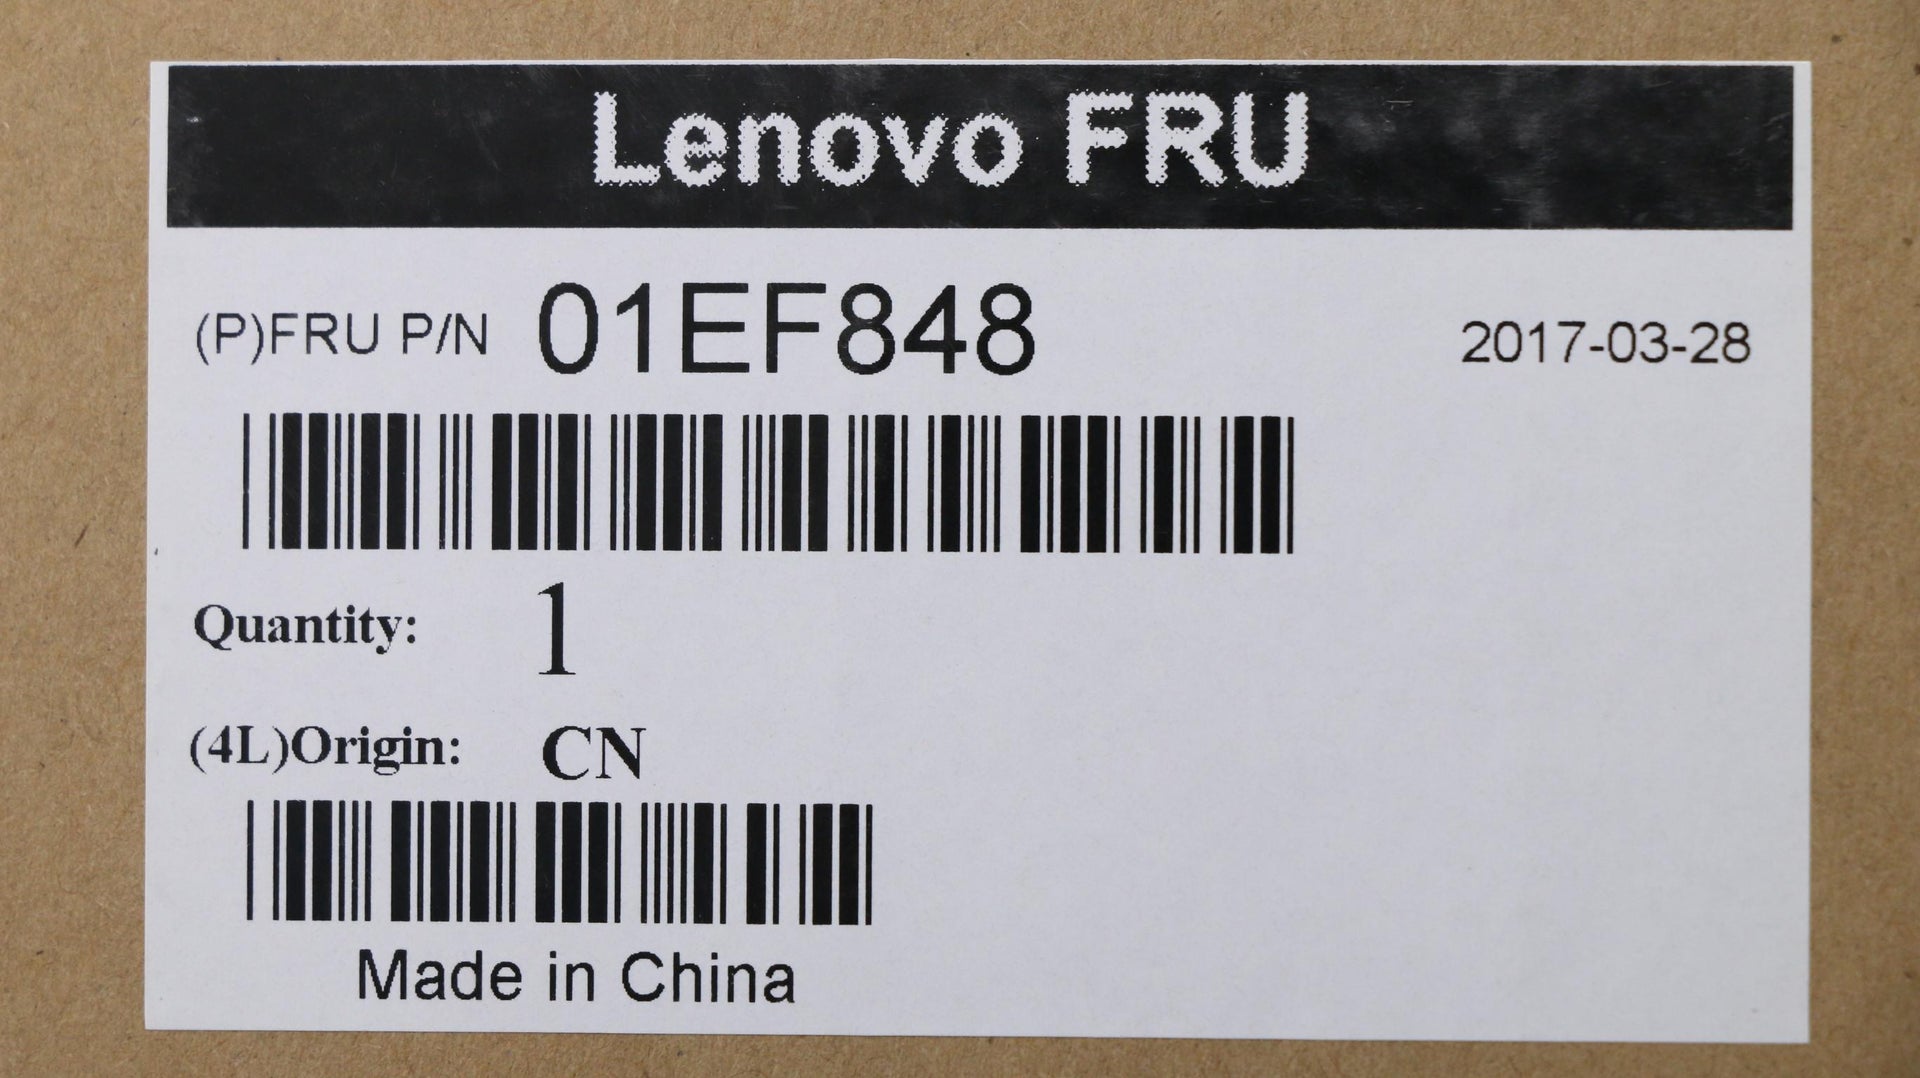 Lenovo FRU
(P)FRU P/N 01EF848 2017-03-28
Quantity: 1
(4L)Origin: CN
Made in China